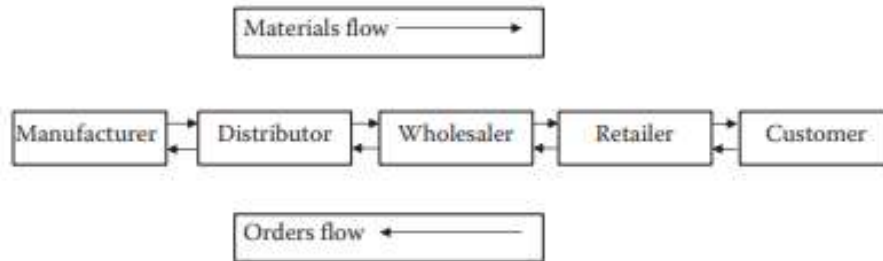 Materials flow
Manufacturer
Distributor
Wholesaler
Retailer
Customer
Orders flow